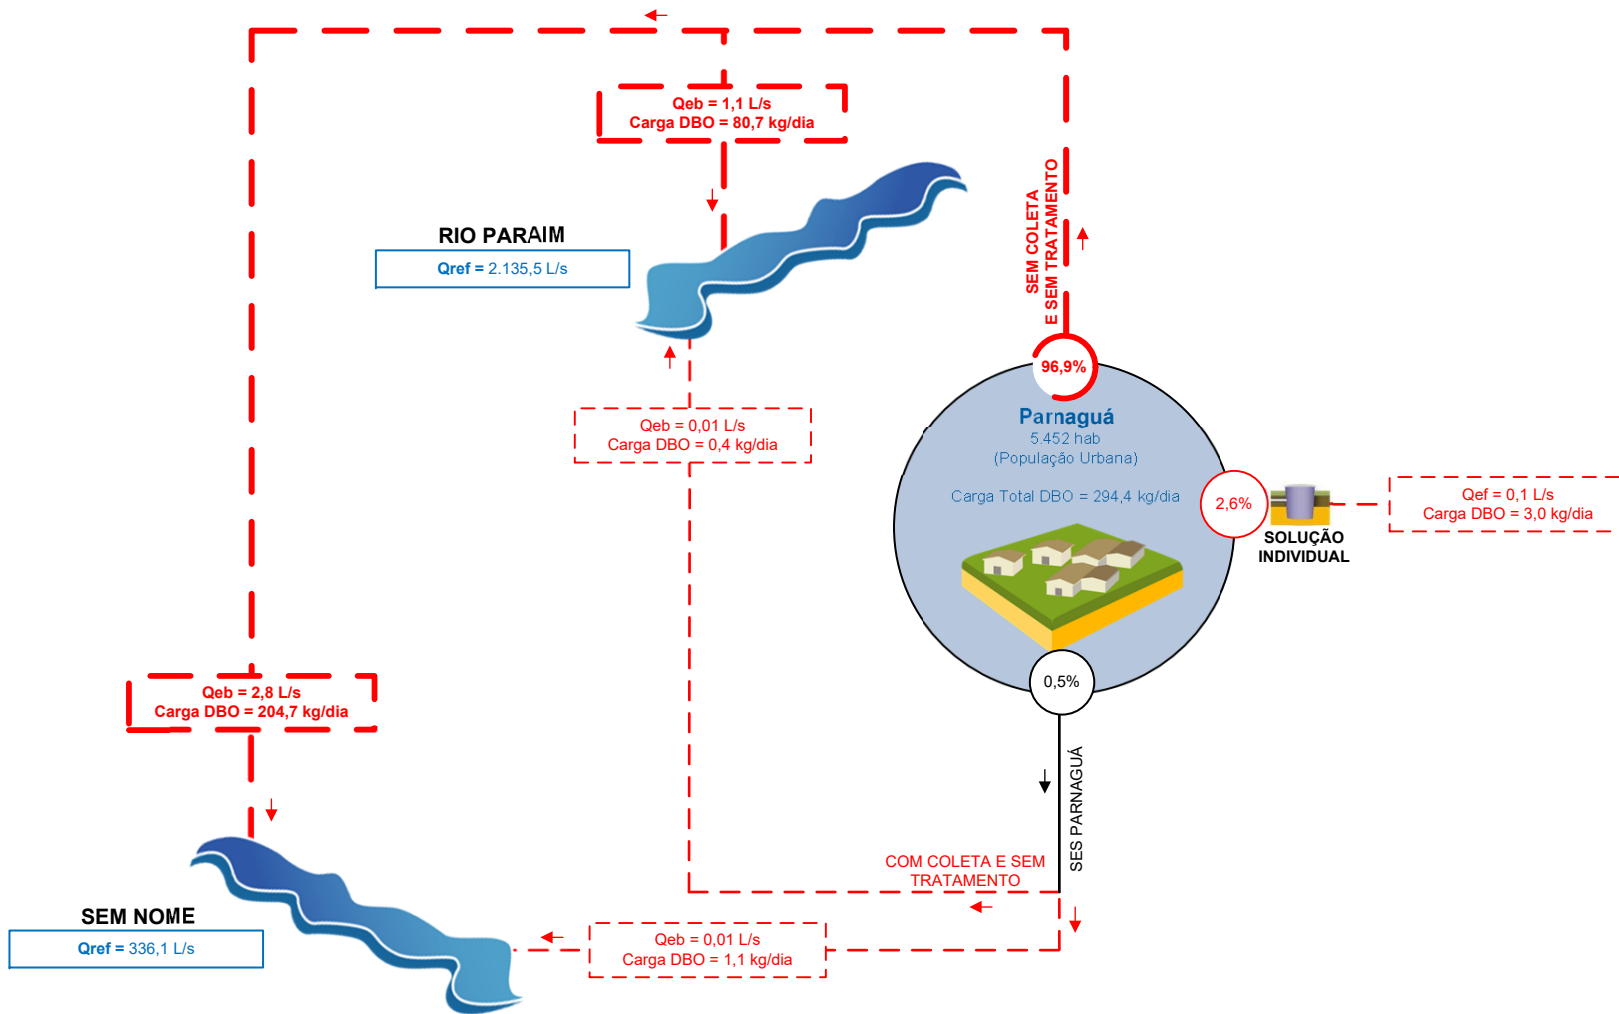 Qeb = 1,1 L/s
Carga DBO = 80,7 kg/dia
RIO PARAIM
Qref = 2.135,5 L/s
SEM COLETA
E SEM TRATAMENTO
96,9%
Parnaguá
5.452 hab
(População Urbana)
Carga Total DBO = 294,4 kg/dia
Qeb = 0,01 L/s
Carga DBO = 0,4 kg/dia
2,6%
SOLUÇÃO
INDIVIDUAL
Qef = 0,1 L/s
Carga DBO = 3,0 kg/dia
0,5%
Qeb = 2,8 L/s
Carga DBO = 204,7 kg/dia
SES PARNAGUÁ
COM COLETA E SEM
TRATAMENTO
SEM NOME
Qref = 336,1 L/s
Qeb = 0,01 L/s
Carga DBO = 1,1 kg/dia